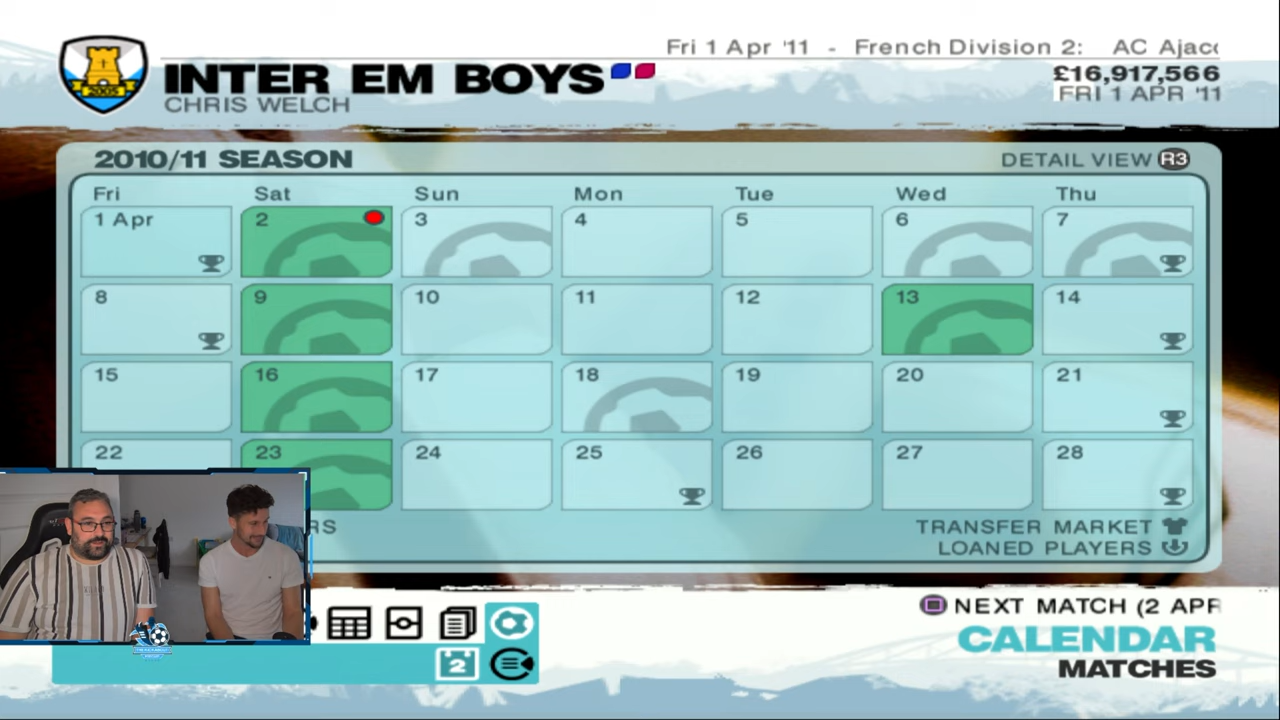 Fri 1 Apr '11 - French Division 2: AC Ajacc
INTER EM BOYS
£16,917,566
CHRIS WELCH
FRI 1 APR '11
2005
2010/11 SEASON
DETAIL VIEW R3
Fri Sat Sun Mon Tue Wed Thu
1 Apr 2 3 4 5 6 7
8 9 10 11 12 13 14
15 16 17 18 19 20 21
22 23 24 25 26 27 28
RS
TRANSFER MARKET
LOANED PLAYERS
NEXT MATCH (2 APR
CALENDAR
2
MATCHES